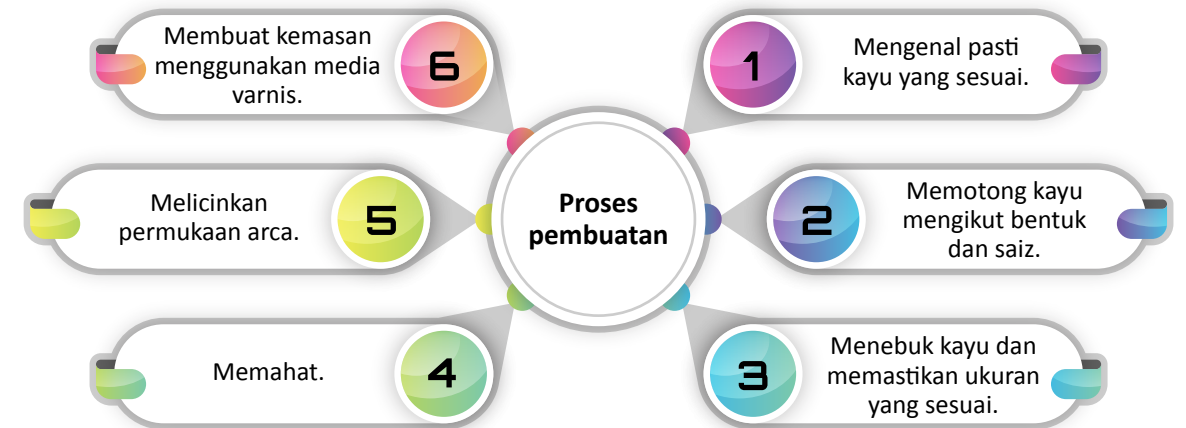 Proses
pembuatan
1
Mengenal pasti
kayu yang sesuai.
2
Memotong kayu
mengikut bentuk
dan saiz.
3
Menebuk kayu dan
memastikan ukuran
yang sesuai.
4
Memahat.
5
Melicinkan
permukaan arca.
6
Membuat kemasan
menggunakan media
varnis.